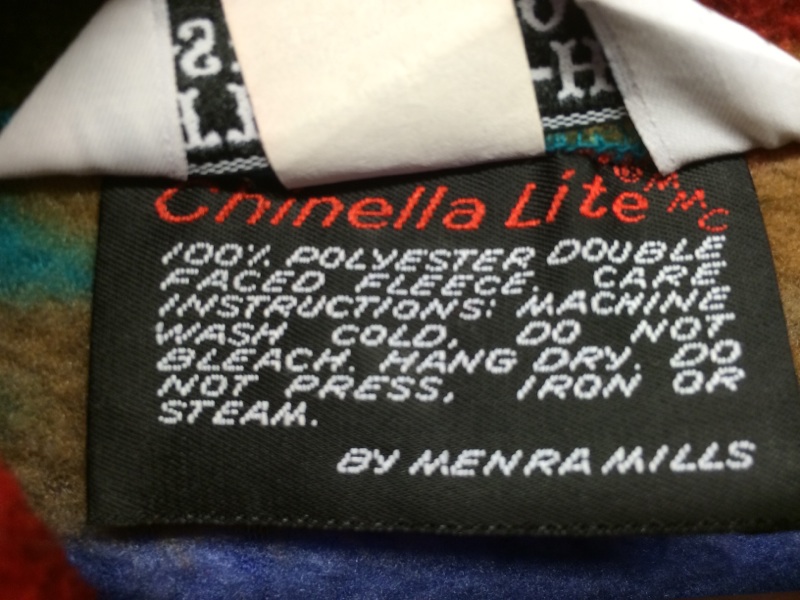 Chinella Lite®MMC
100% POLYESTER DOUBLE
FACED FLEECE. CARE
INSTRUCTIONS: MACHINE
WASH COLD, DO NOT
BLEACH. HANG DRY. DO
NOT PRESS, IRON OR
STEAM.
BY MENRA MILLS